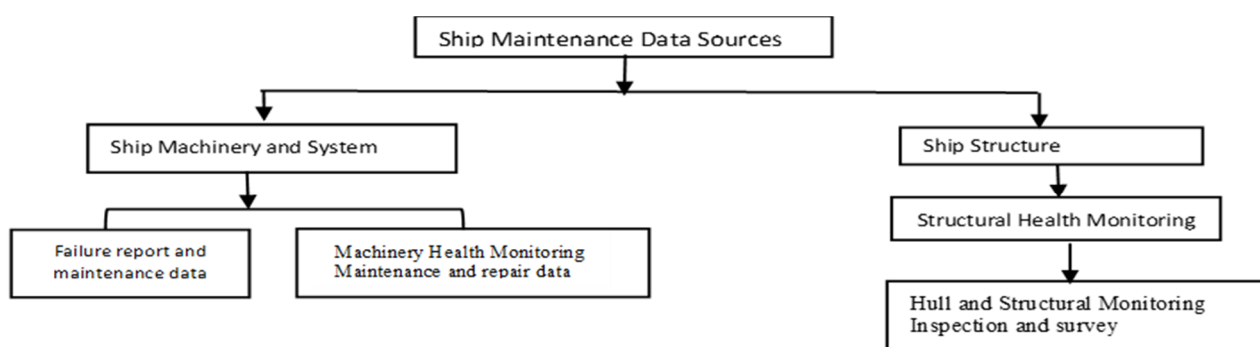 Ship Maintenance Data Sources
Ship Machinery and System
Ship Structure
Structural Health Monitoring
Failure report and
maintenance data
Machinery Health Monitoring
Maintenance and repair data
Hull and Structural Monitoring
Inspection and survey